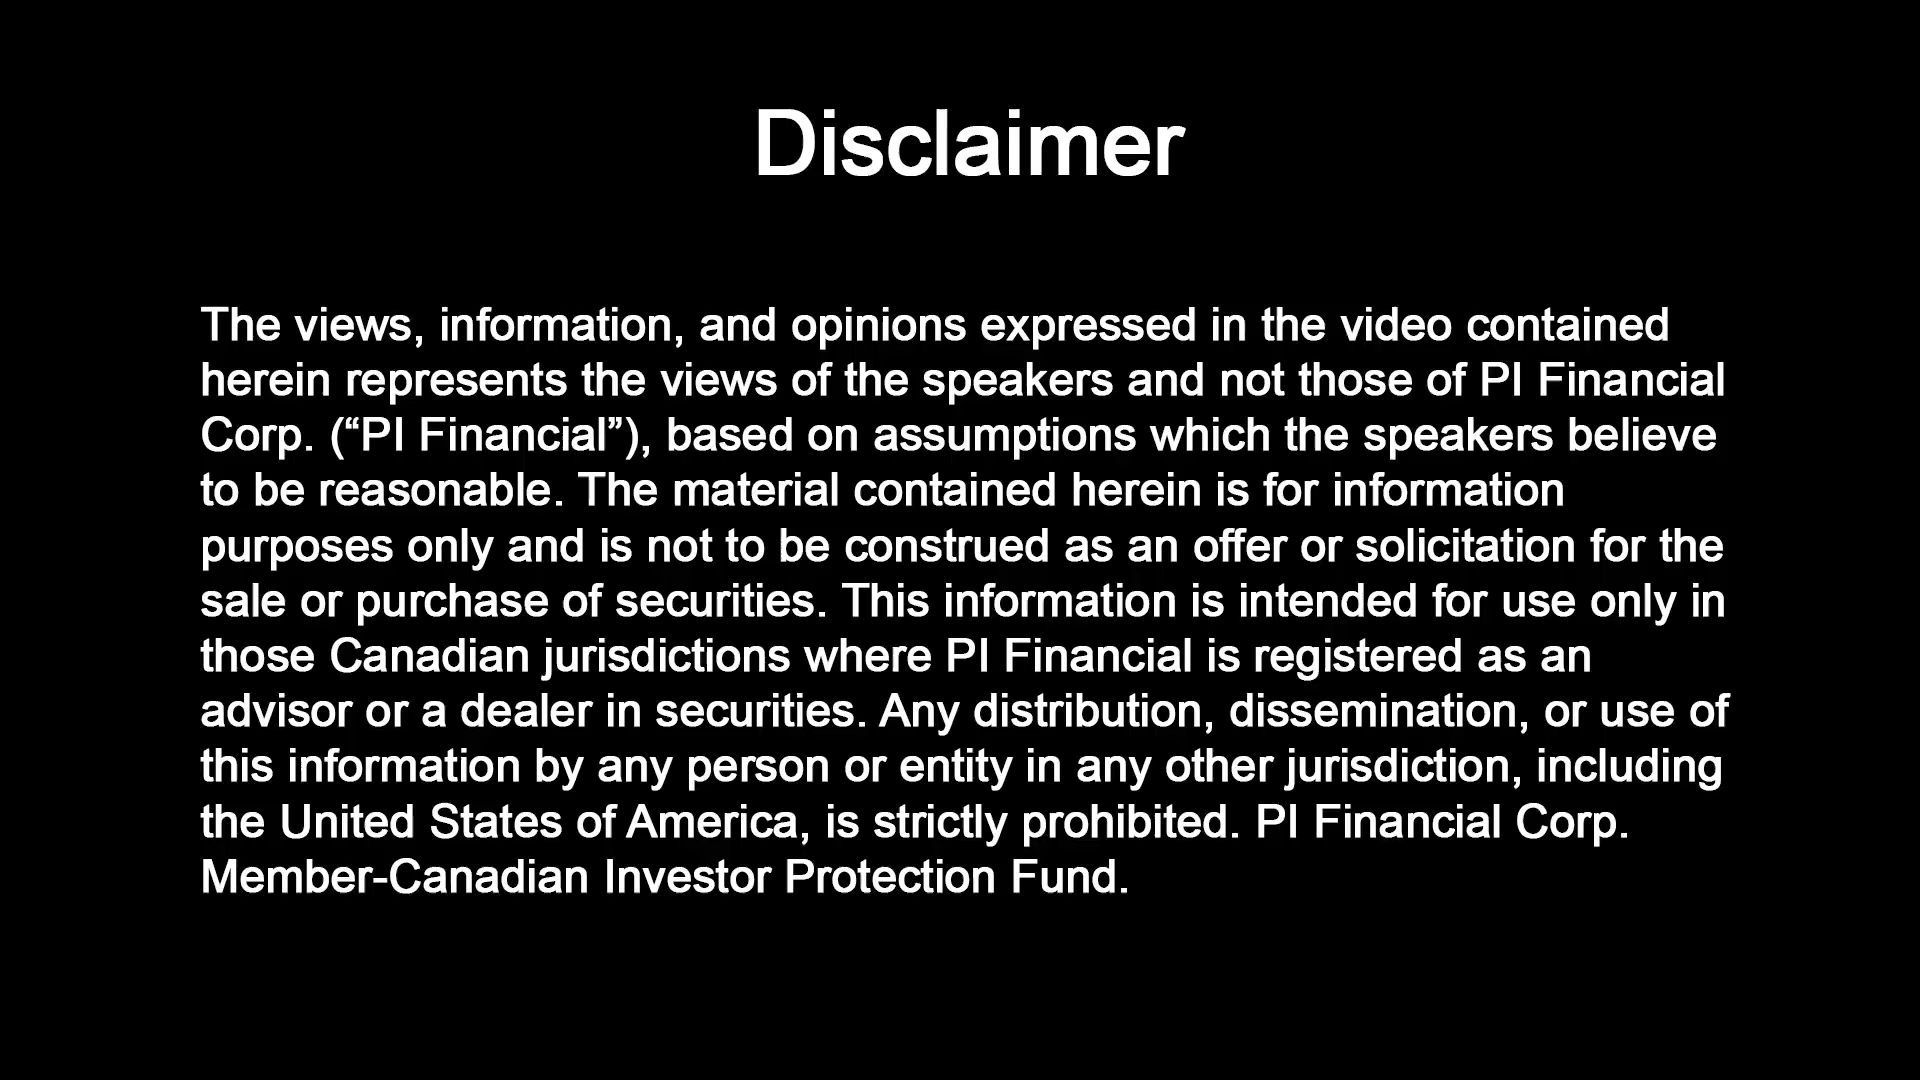 Disclaimer
The views, information, and opinions expressed in the video contained
herein represents the views of the speakers and not those of PI Financial
Corp. (“PI Financial”), based on assumptions which the speakers believe
to be reasonable. The material contained herein is for information
purposes only and is not to be construed as an offer or solicitation for the
sale or purchase of securities. This information is intended for use only in
those Canadian jurisdictions where PI Financial is registered as an
advisor or a dealer in securities. Any distribution, dissemination, or use of
this information by any person or entity in any other jurisdiction, including
the United States of America, is strictly prohibited. PI Financial Corp.
Member-Canadian Investor Protection Fund.